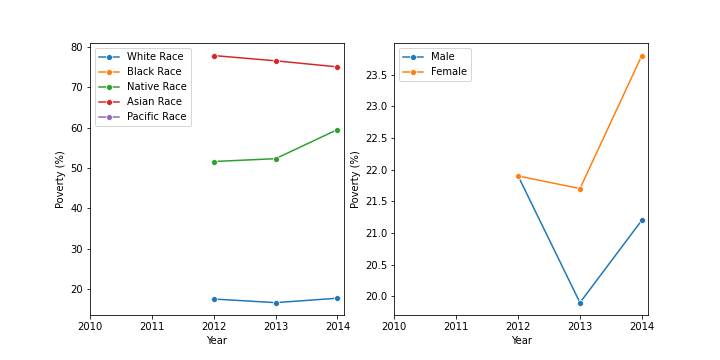 80
70
60
50
40
30
20
2010
2011
2012
2013
2014
Year
Poverty (%)
White Race
Black Race
Native Race
Asian Race
Pacific Race
23.5
23.0
22.5
22.0
21.5
21.0
20.5
20.0
2010
2011
2012
2013
2014
Year
Poverty (%)
Male
Female